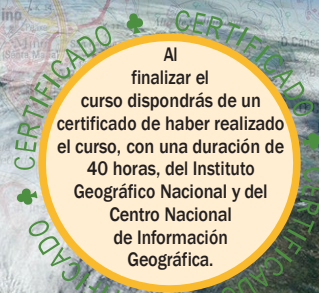 CERTIFICADO ♣ CERTIFICADO ♣ CERTIFICADO
Al
finalizar el
curso dispondrás de un
certificado de haber realizado
el curso, con una duración de
40 horas, del Instituto
Geográfico Nacional y del
Centro Nacional
de Información
Geográfica.